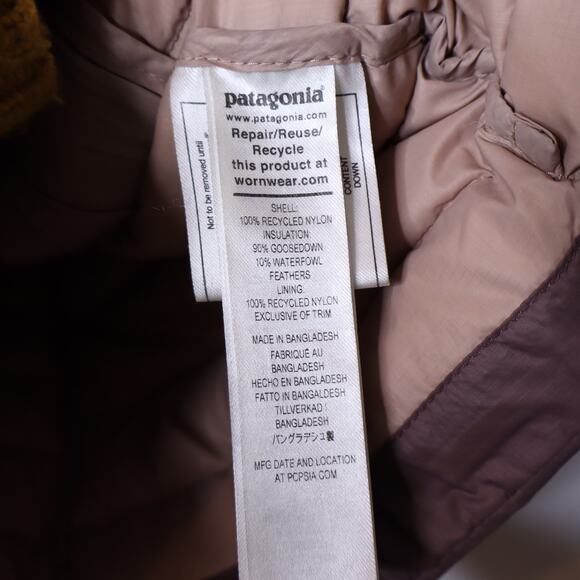 patagonia®
www.patagonia.com
Repair/Reuse/
Recycle
this product at
wornwear.com
SHELL:
100% RECYCLED NYLON
INSULATION:
90% GOOSEDOWN
10% WATERFOWL
FEATHERS
LINING:
100% RECYCLED NYLON
EXCLUSIVE OF TRIM
MADE IN BANGLADESH
FABRIQUÉ AU
BANGLADESH
HECHO EN BANGLADESH
FATTO IN BANGALDESH
TILLVERKAD I
BANGLADESH
バングラデシュ製
MFG DATE AND LOCATION
AT PCPSIA.COM
Not to be removed until
CONTENT
DOWN